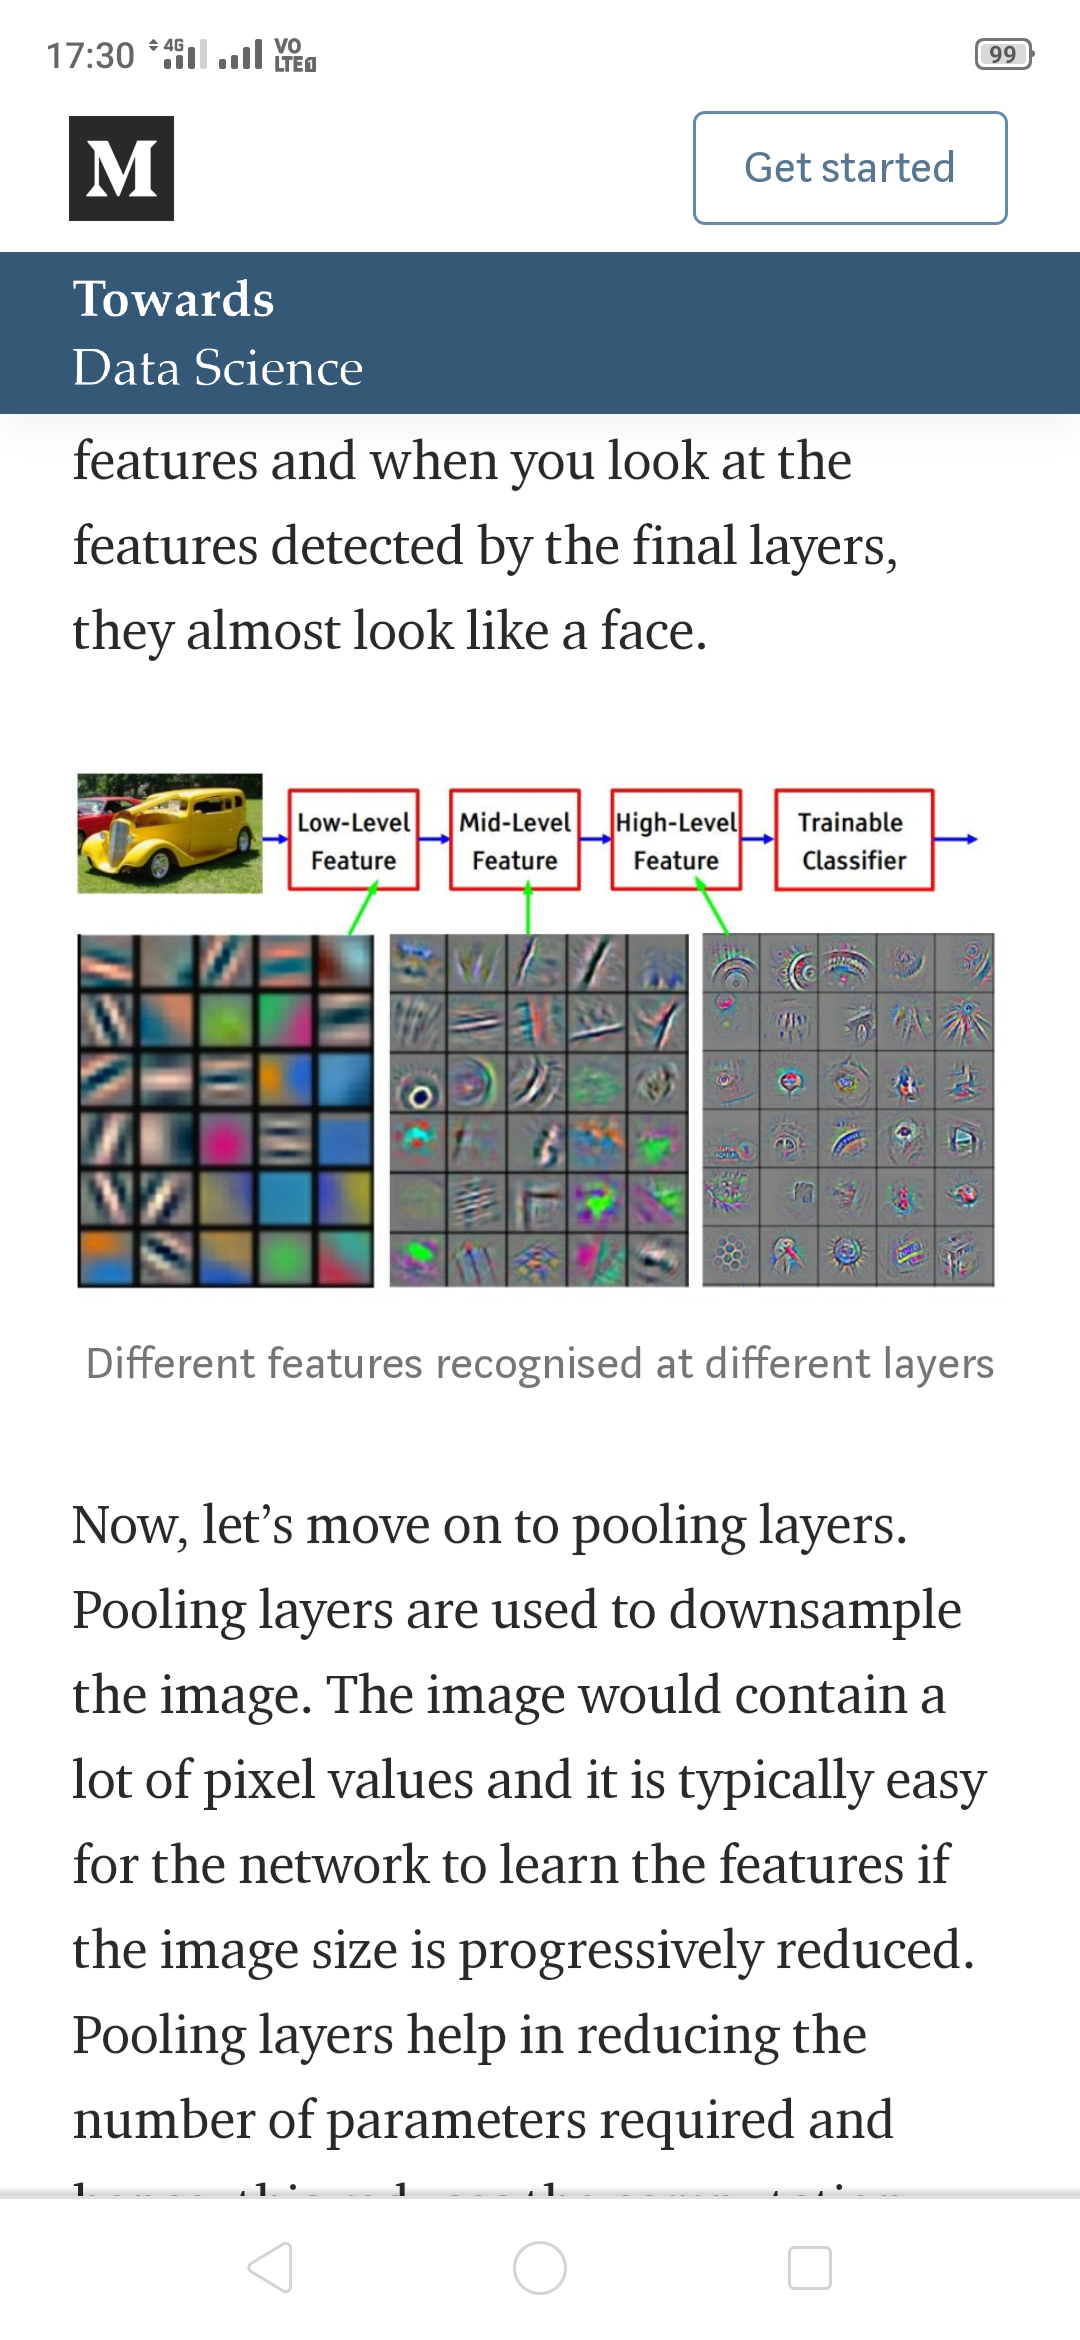 17:30 4G VO LTE 1 99
M Get started
Towards
Data Science
features and when you look at the
features detected by the final layers,
they almost look like a face.
Low-Level Feature
Mid-Level Feature
High-Level Feature
Trainable Classifier
Different features recognised at different layers
Now, let’s move on to pooling layers.
Pooling layers are used to downsample
the image. The image would contain a
lot of pixel values and it is typically easy
for the network to learn the features if
the image size is progressively reduced.
Pooling layers help in reducing the
number of parameters required and